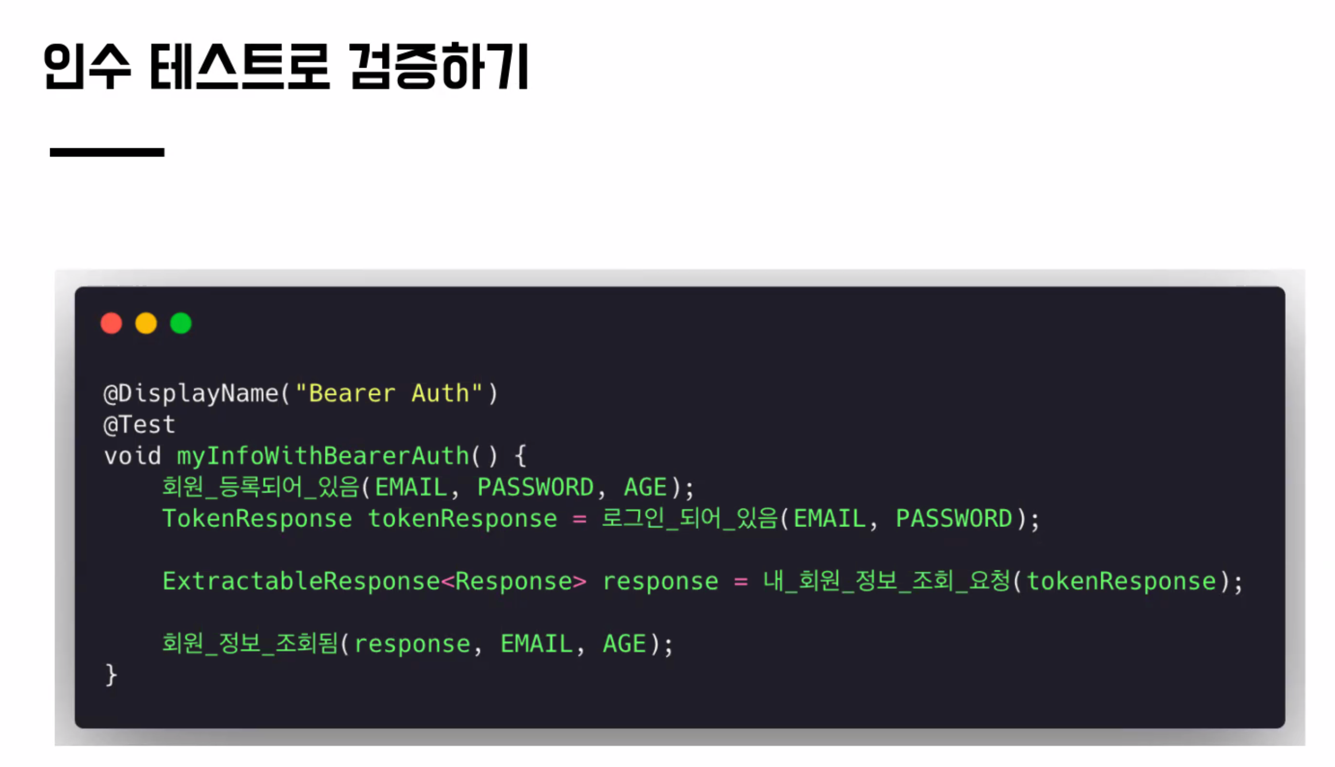 인수 테스트로 검증하기
@DisplayName("Bearer Auth")
@Test
void myInfoWithBearerAuth() {
    회원_등록되어_있음(EMAIL, PASSWORD, AGE);
    TokenResponse tokenResponse = 로그인_되어_있음(EMAIL, PASSWORD);
    ExtractableResponse<Response> response = 내_회원_정보_조회_요청(tokenResponse);
    회원_정보_조회됨(response, EMAIL, AGE);
}